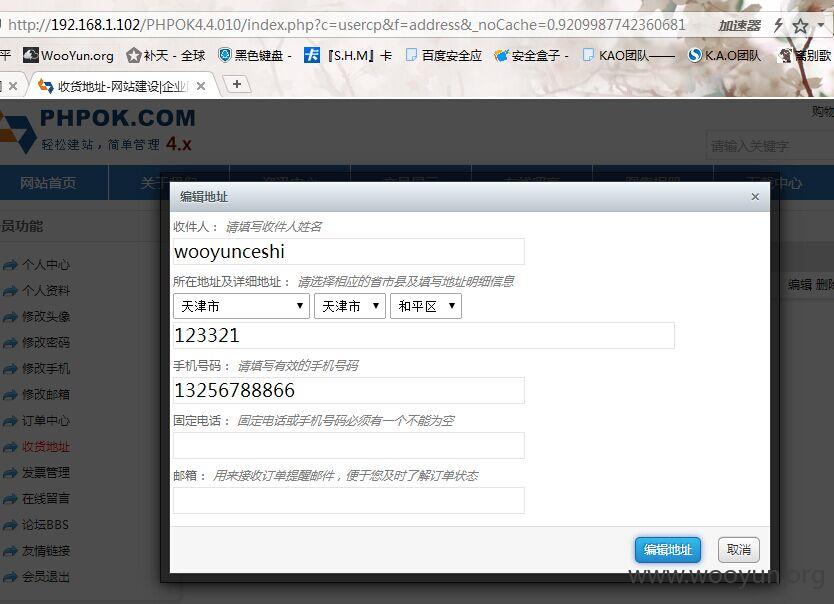 http://192.168.1.102/PHPOK4.4.010/index.php?c=usercp&f=address&_noCache=0.9209987742360681 加速器
平 WooYun.org 补天 - 全球 黑色键盘 - 『S.H.M』卡 百度安全应 安全盒子 - KAO团队—— K.A.O团队 离别歌
收货地址-网站建设|企业
PHPOK.COM
轻松建站，简单管理 4.x
购物
请输入关键字
网站首页 关于我们 中心
编辑地址
员功能
收件人： 请填写收件人姓名
wooyunceshi
个人中心
所在地址及详细地址： 请选择相应的省市县及填写地址明细信息
编辑 删除
个人资料
天津市 天津市 和平区
修改头像
123321
修改密码
手机号码： 请填写有效的手机号码
修改手机
13256788866
修改邮箱
订单中心
固定电话： 固定电话或手机号码必须有一个不能为空
收货地址
发票管理
邮箱： 用来接收订单提醒邮件，便于您及时了解订单状态
在线留言
论坛BBS
友情链接
编辑地址 取消
会员退出
www.wooyun.org